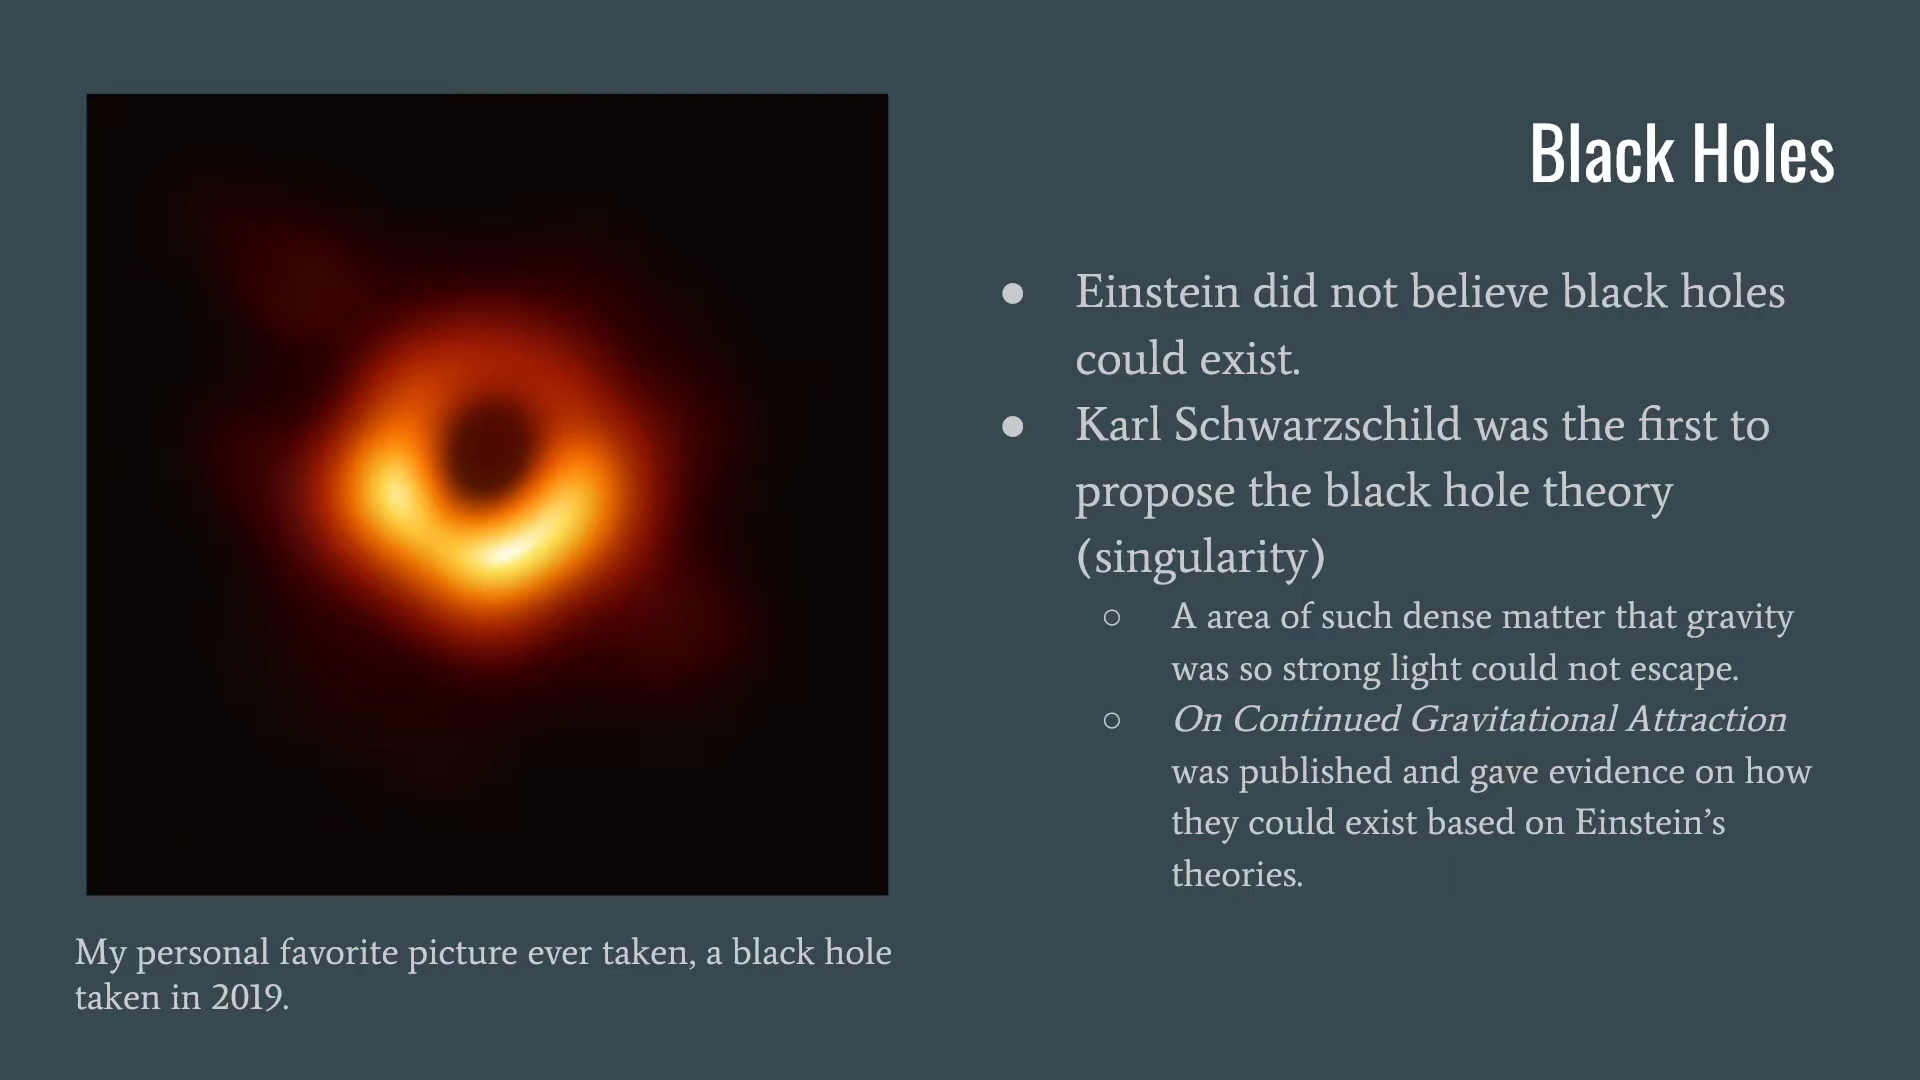 Black Holes
● Einstein did not believe black holes
could exist.
● Karl Schwarzschild was the first to
propose the black hole theory
(singularity)
○ A area of such dense matter that gravity
was so strong light could not escape.
○ On Continued Gravitational Attraction
was published and gave evidence on how
they could exist based on Einstein’s
theories.
My personal favorite picture ever taken, a black hole
taken in 2019.